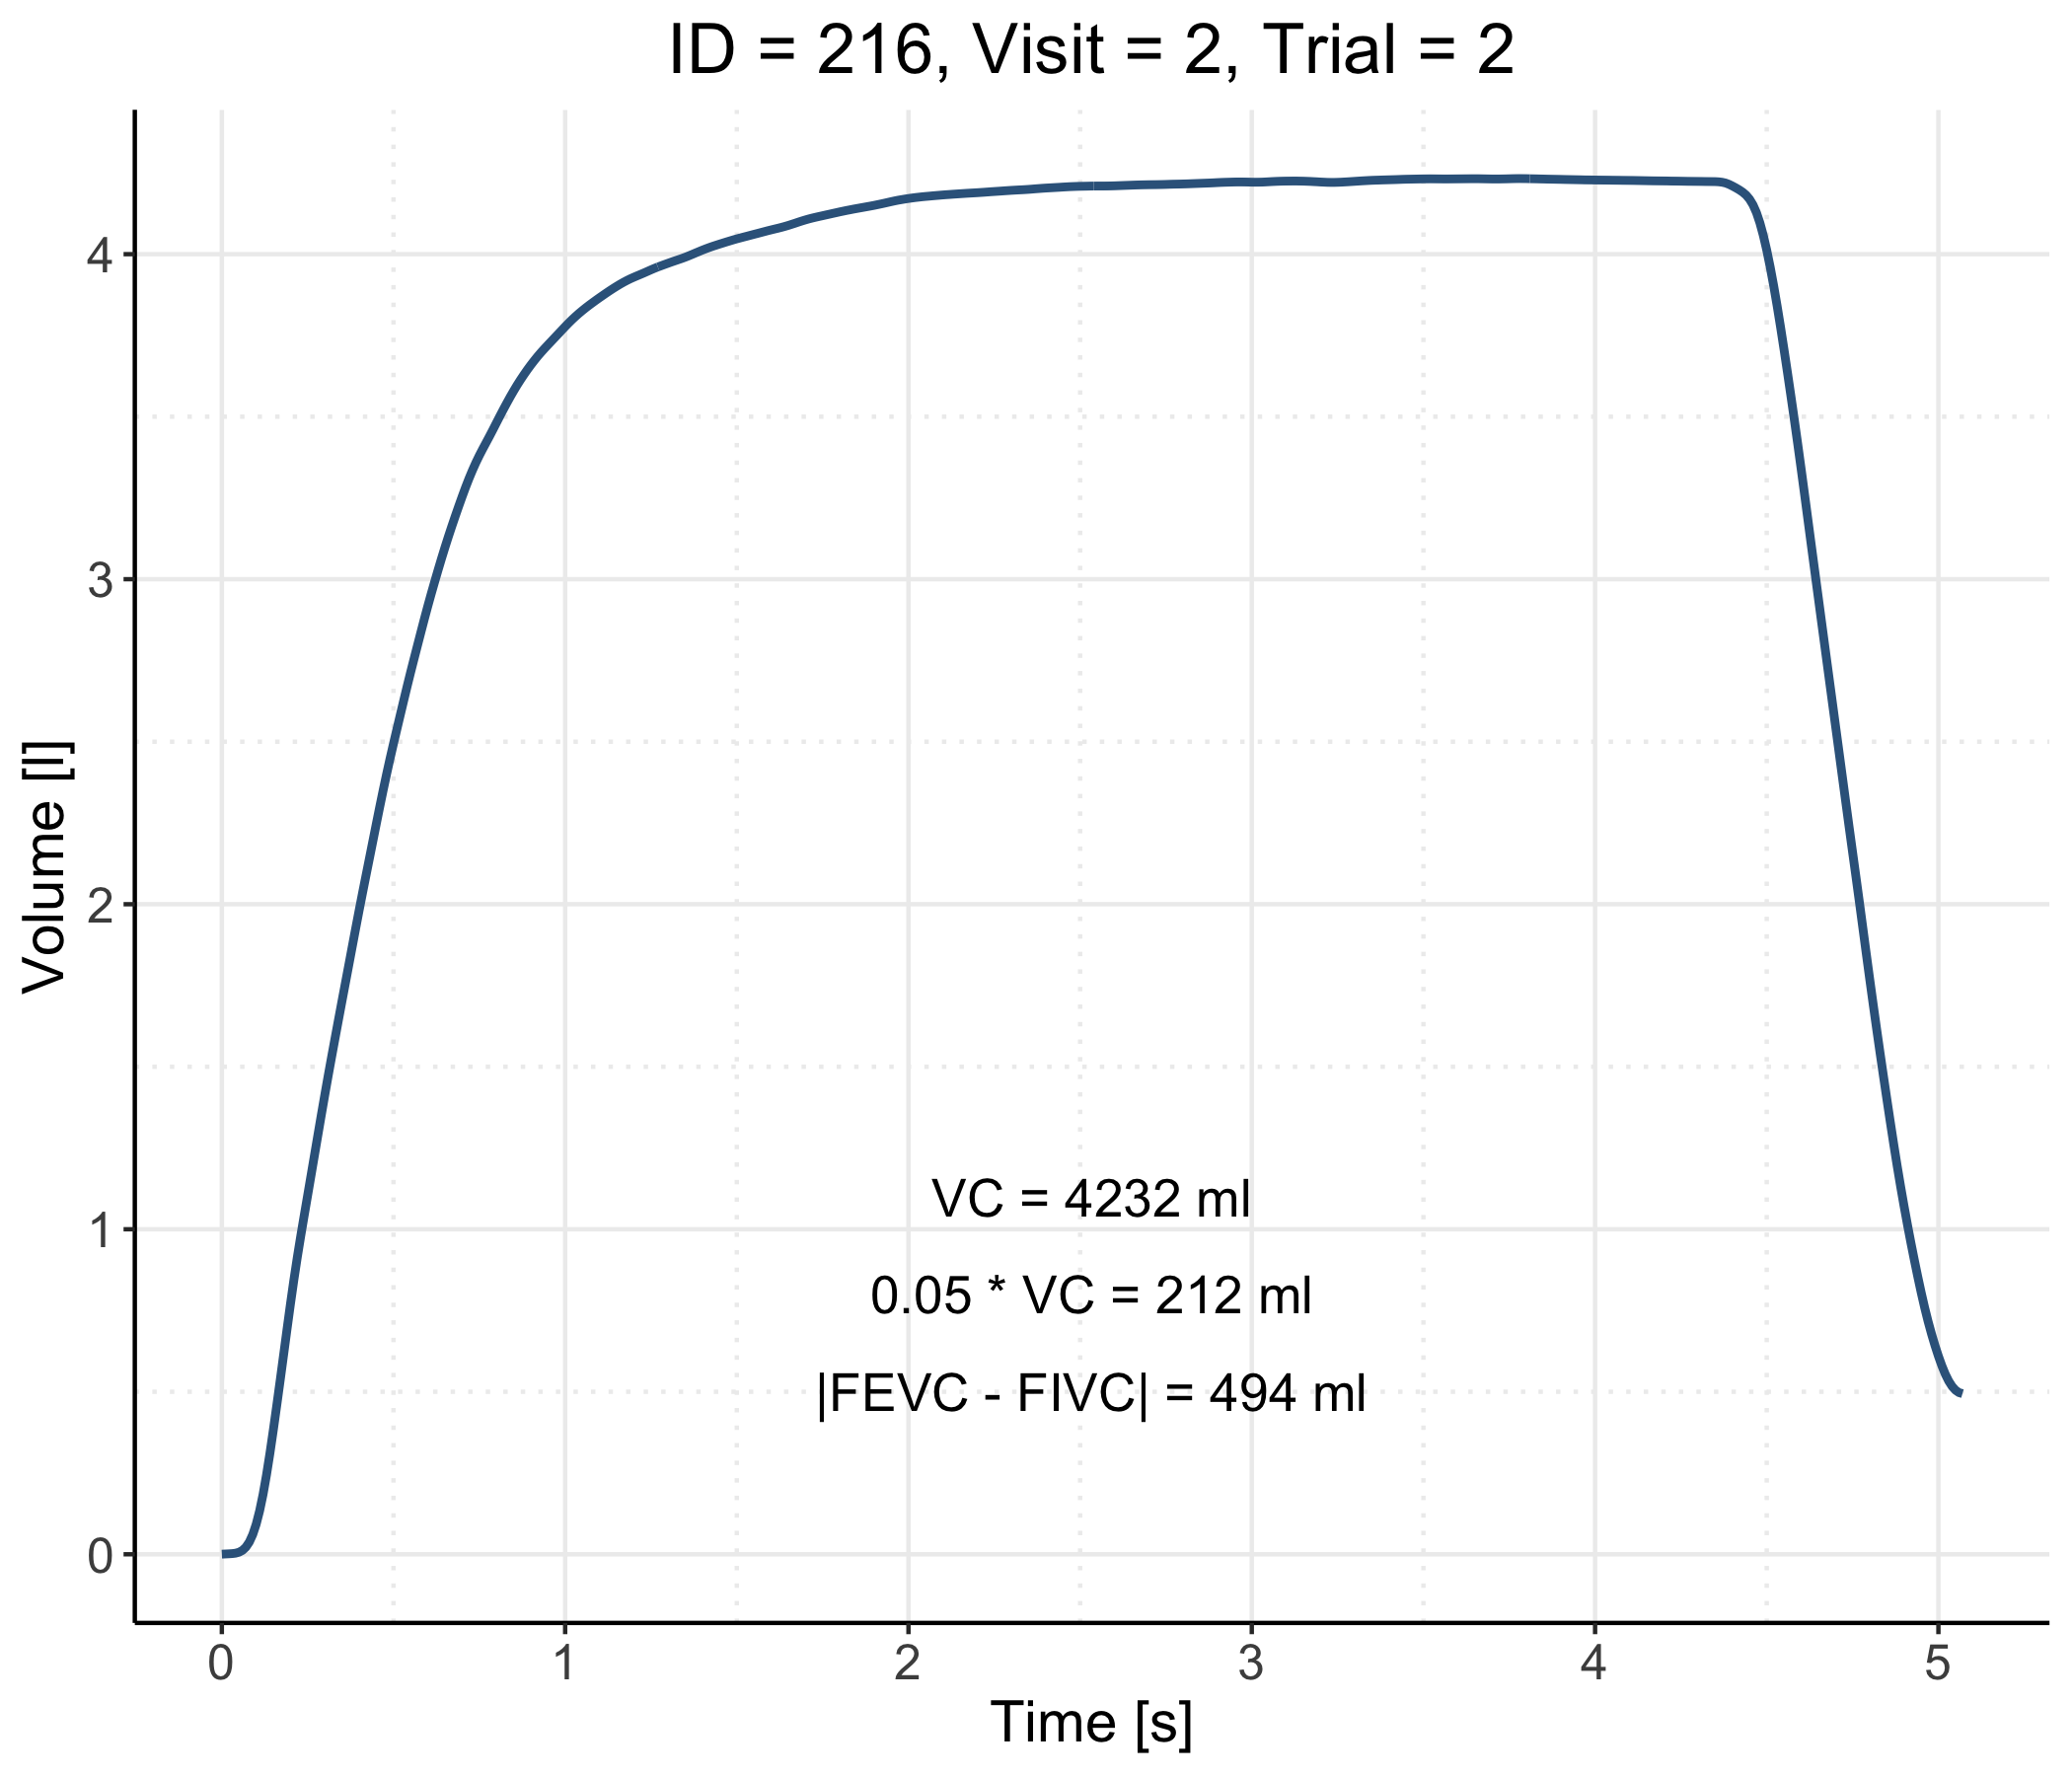 ID = 216, Visit = 2, Trial = 2
Volume [l]
4
3
2
1
0
VC = 4232 ml
0.05 * VC = 212 ml
|FEVC - FIVC| = 494 ml
0 1 2 3 4 5
Time [s]